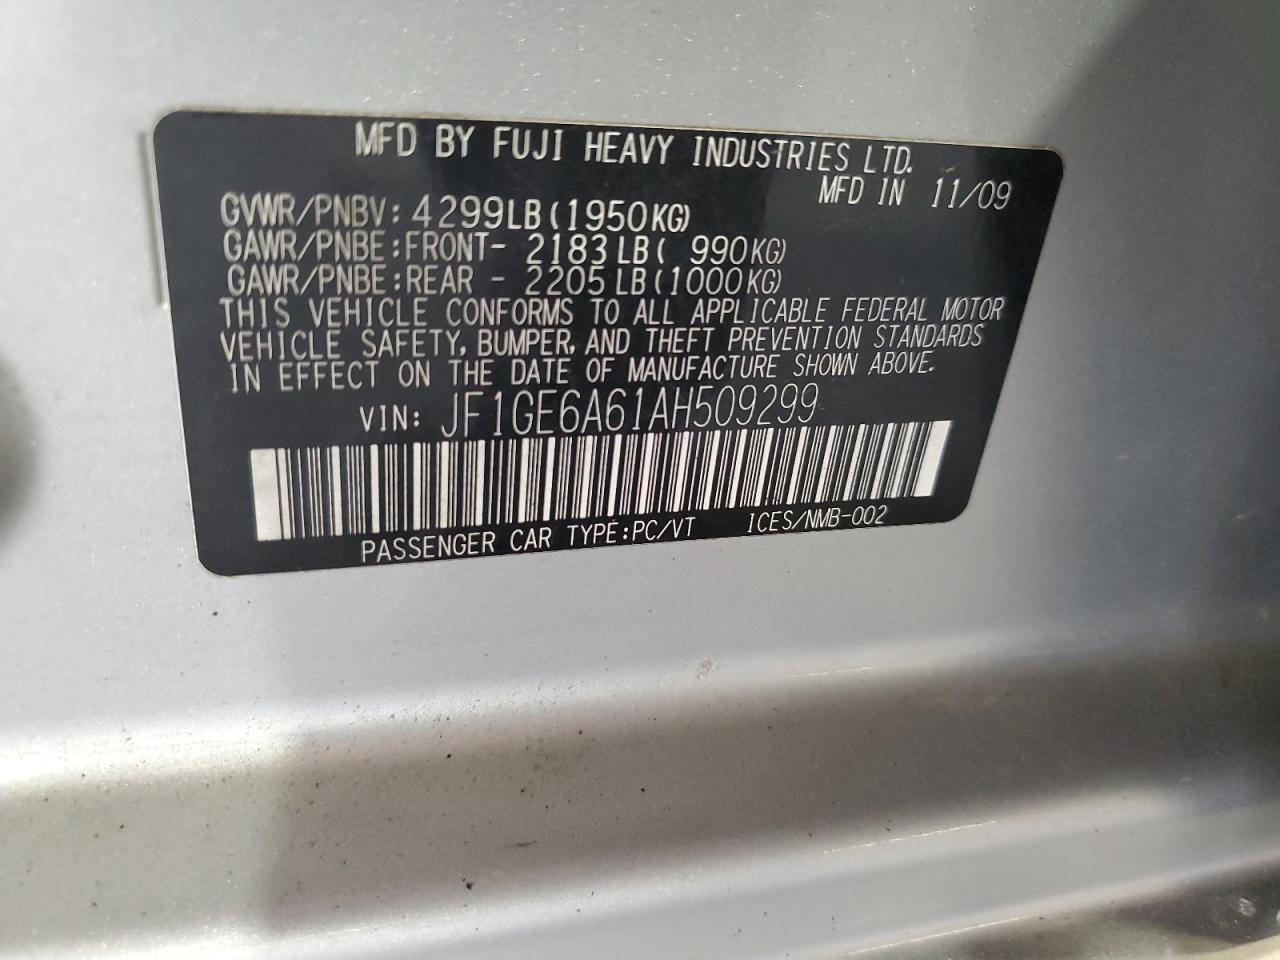 MFD BY FUJI HEAVY INDUSTRIES LTD.
MFD IN 11/09
GVWR/PNBV: 4299LB(1950KG)
GAWR/PNBE:FRONT- 2183LB( 990KG)
GAWR/PNBE:REAR - 2205LB(1000KG)
THIS VEHICLE CONFORMS TO ALL APPLICABLE FEDERAL MOTOR
VEHICLE SAFETY, BUMPER, AND THEFT PREVENTION STANDARDS
IN EFFECT ON THE DATE OF MANUFACTURE SHOWN ABOVE.
VIN: JF1GE6A61AH509299
PASSENGER CAR TYPE:PC/VT ICES/NMB-002